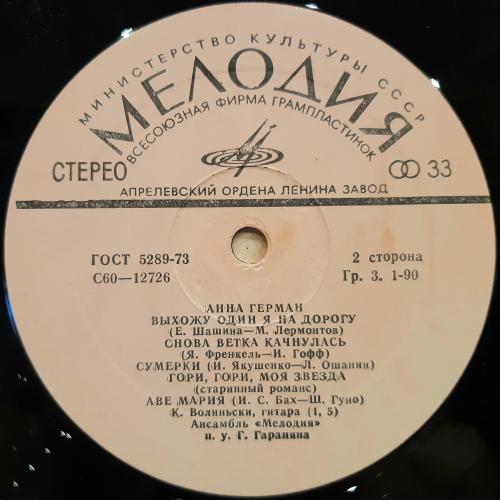 МИНИСТЕРСТВО КУЛЬТУРЫ СССР
МЕЛОДИЯ
ВСЕСОЮЗНАЯ ФИРМА ГРАМПЛАСТИНОК
СТЕРЕО 33
АПРЕЛЕВСКИЙ ОРДЕНА ЛЕНИНА ЗАВОД
ГОСТ 5289-73 2 сторона
С60—12726 Гр. 3. 1-90
АННА ГЕРМАН
ВЫХОЖУ ОДИН Я НА ДОРОГУ
(Е. Шашина—М. Лермонтов)
СНОВА ВЕТКА КАЧНУЛАСЬ
(Я. Френкель—И. Гофф)
СУМЕРКИ (И. Якушенко—Л. Ошанин)
ГОРИ, ГОРИ, МОЯ ЗВЕЗДА
(старинный романс)
АВЕ МАРИЯ (И. С. Бах—Ш. Гуно)
К. Волиньски, гитара (1, 5)
Ансамбль «Мелодия»
п. у. Г. Гараняна